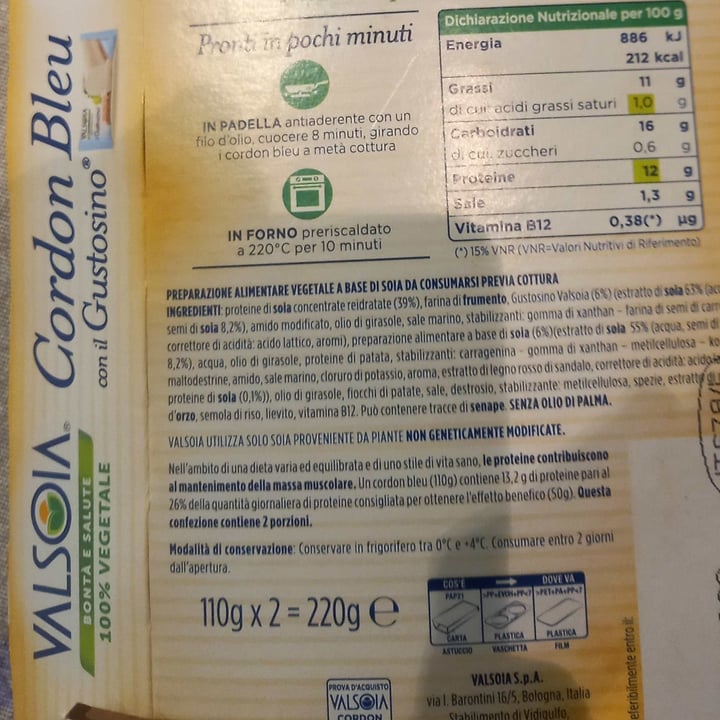 VALSOIA®
BONTÀ E SALUTE
100% VEGETALE
Cordon Bleu
con il Gustosino®
Pronti in pochi minuti
IN PADELLA antiaderente con un
filo d'olio, cuocere 8 minuti, girando
i cordon bleu a metà cottura
IN FORNO preriscaldato
a 220°C per 10 minuti
Dichiarazione Nutrizionale per 100 g
Energia 886 kJ
212 kcal
Grassi 11 g
di cui acidi grassi saturi 1,0 g
Carboidrati 16 g
di cui zuccheri 0,6 g
Proteine 12 g
Sale 1,3 g
Vitamina B12 0,38(*) µg
(*) 15% VNR (VNR=Valori Nutritivi di Riferimento)
PREPARAZIONE ALIMENTARE VEGETALE A BASE DI SOIA DA CONSUMARSI PREVIA COTTURA
INGREDIENTI: proteine di soia concentrate reidratate (39%), farina di frumento, Gustosino Valsoia (6%) (estratto di soia 63%
semi di soia 8,2%), amido modificato, olio di girasole, sale marino, stabilizzanti: gomma di xanthan – farina di semi di
correttore di acidità: acido lattico, aromi), preparazione alimentare a base di soia (6%)(estratto di soia 55% (acqua, semi di
8,2%), acqua, olio di girasole, proteine di patata, stabilizzanti: carragenina - gomma di xanthan – metilcellulosa –
maltodestrine, amido, sale marino, cloruro di potassio, aroma, estratto di legno rosso di sandalo, correttore di acidità:
proteine di soia (0,1%)), olio di girasole, fiocchi di patate, sale, destrosio, stabilizzante: metilcellulosa, spezie,
d'orzo, semola di riso, lievito, vitamina B12. Può contenere tracce di senape. SENZA OLIO DI PALMA.
VALSOIA UTILIZZA SOLO SOIA PROVENIENTE DA PIANTE NON GENETICAMENTE MODIFICATE.
Nell'ambito di una dieta varia ed equilibrata e di uno stile di vita sano, le proteine contribuiscono
al mantenimento della massa muscolare. Un cordon bleu (110g) contiene 13,2 g di proteine pari al
26% della quantità giornaliera di proteine consigliata per ottenere l'effetto benefico (50g). Questa
confezione contiene 2 porzioni.
Modalità di conservazione: Conservare in frigorifero tra 0°C e +4°C. Consumare entro 2 giorni
dall'apertura.
110g x 2 = 220g e
COS'È DOVE VA
PAP21
CARTA PLASTICA PLASTICA
ASTUCCIO VASCHETTA FILM
PROVA D'ACQUISTO
VALSOIA
CORDON
VALSOIA S.p.A.
via I. Barontini 16/5, Bologna, Italia
Stabilimento di Vidigulfo,
entro il: